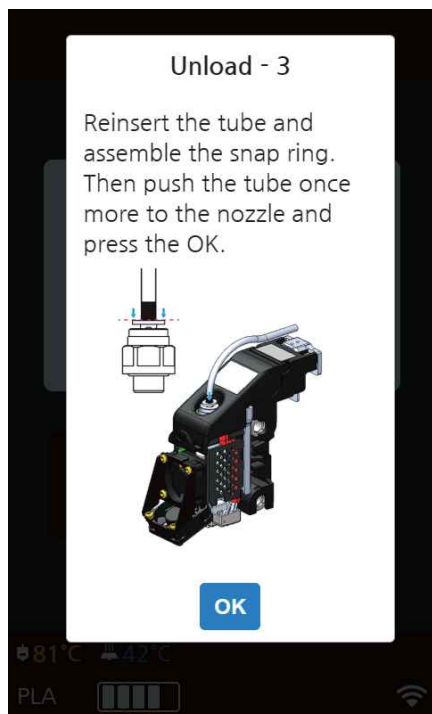 Unload - 3
Reinsert the tube and
assemble the snap ring.
Then push the tube once
more to the nozzle and
press the OK.
OK
81°C 42°C
PLA